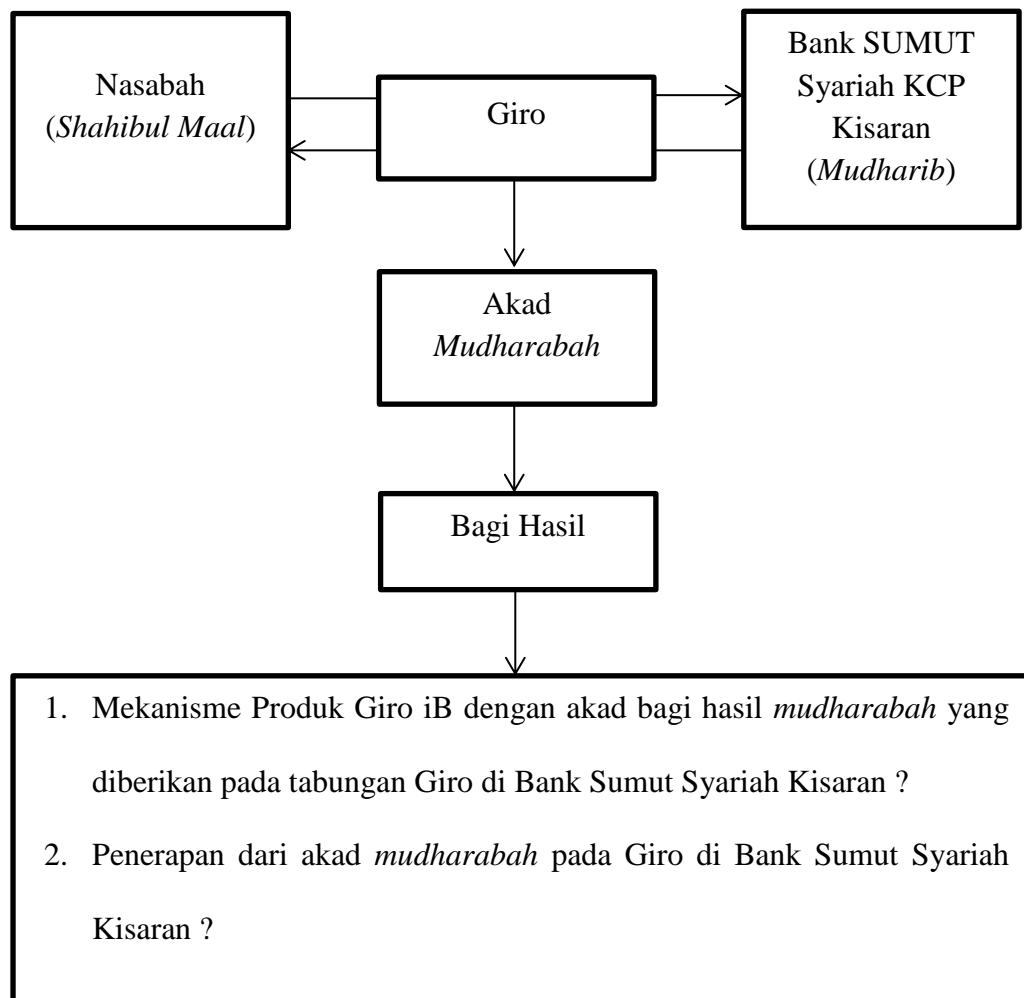 Nasabah
(Shahibul Maal)
Giro
Bank SUMUT
Syariah KCP
Kisaran
(Mudharib)
Akad
Mudharabah
Bagi Hasil
1. Mekanisme Produk Giro iB dengan akad bagi hasil mudharabah yang
diberikan pada tabungan Giro di Bank Sumut Syariah Kisaran ?
2. Penerapan dari akad mudharabah pada Giro di Bank Sumut Syariah
Kisaran ?